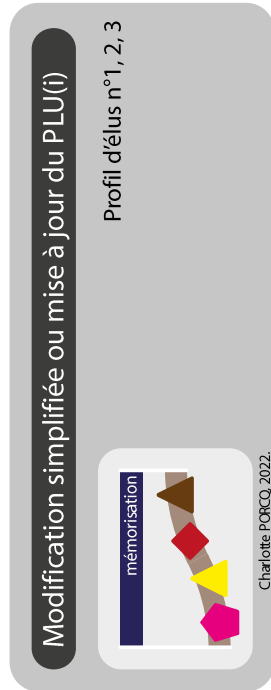 Modification simplifiée ou mise à jour du PLU(i)
Profil d'élus n°1, 2, 3
mémorisation
Charlotte PORCQ, 2022.